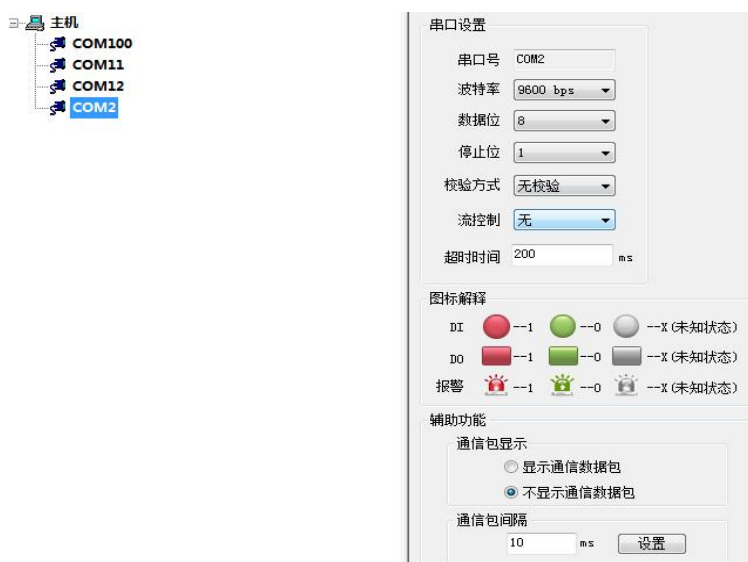 主机
COM100
COM11
COM12
COM2
串口设置
串口号 COM2
波特率 9600 bps
数据位 8
停止位 1
校验方式 无校验
流控制 无
超时时间 200 ms
图标解释
DI --1 --0 --X(未知状态)
DO --1 --0 --X(未知状态)
报警 --1 --0 --X(未知状态)
辅助功能
通信包显示
显示通信数据包
不显示通信数据包
通信包间隔
10 ms 设置